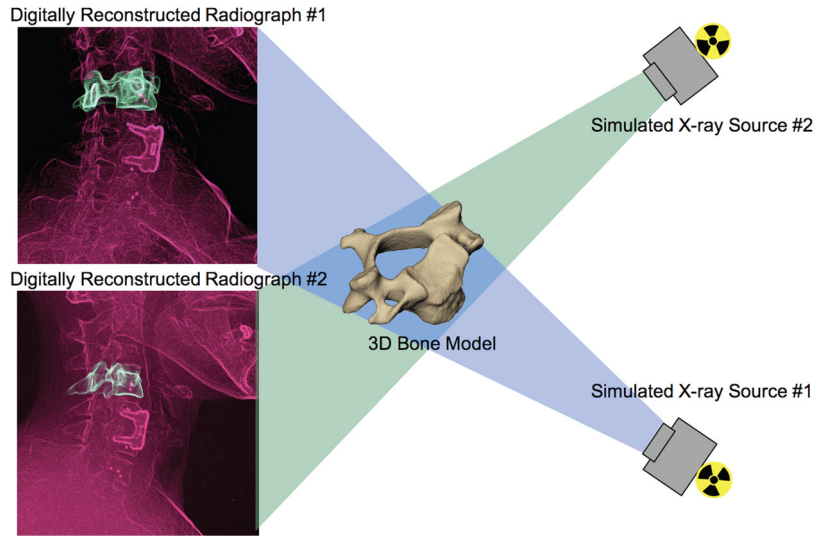 Digitally Reconstructed Radiograph #1
Simulated X-ray Source #2
Digitally Reconstructed Radiograph #2
3D Bone Model
Simulated X-ray Source #1